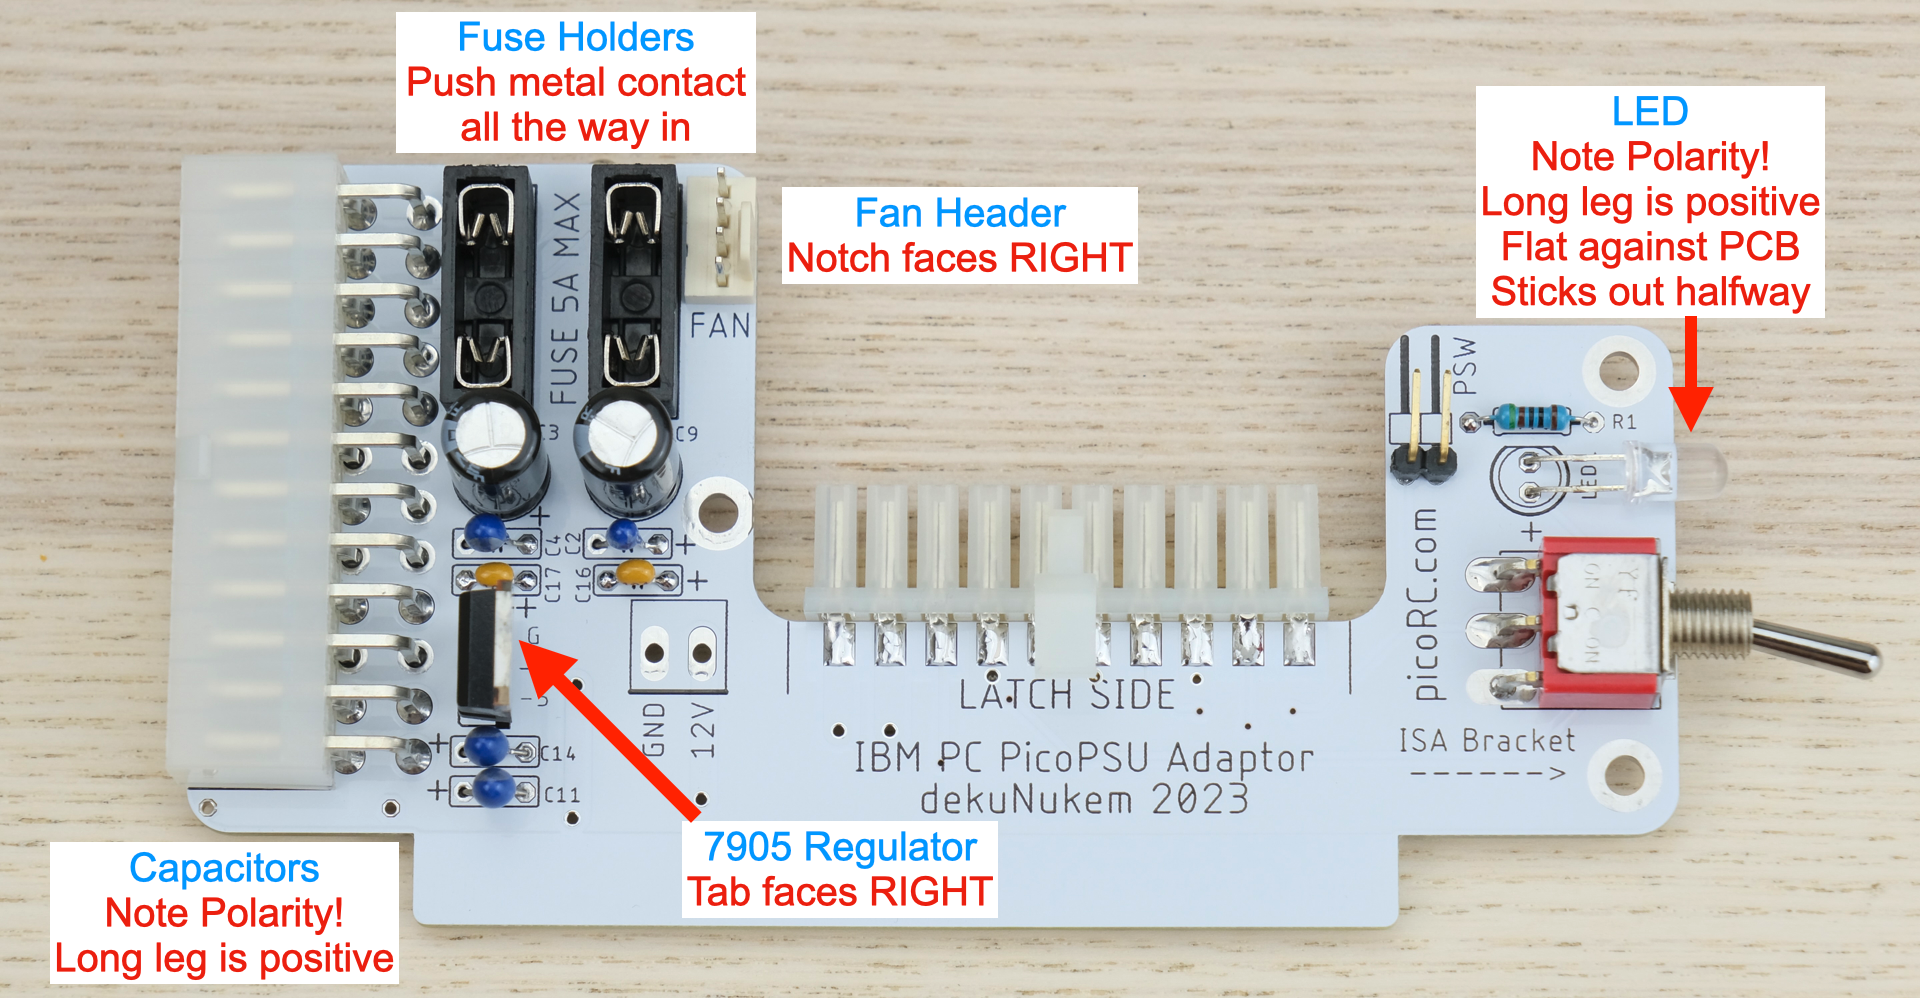 Fuse Holders
Push metal contact
all the way in
LED
Note Polarity!
Long leg is positive
Flat against PCB
Sticks out halfway
Fan Header
Notch faces RIGHT
FUSE 5A MAX
FAN
PSW
R1
C3
C9
LED
+
C4
C2
+
C17
C16
+
+
G
-5
+
picoRC.com
ON
ON
GND
12V
LATCH SIDE
+
C14
+
C11
IBM PC PicoPSU Adaptor
dekuNukem 2023
ISA Bracket
------>
7905 Regulator
Tab faces RIGHT
Capacitors
Note Polarity!
Long leg is positive